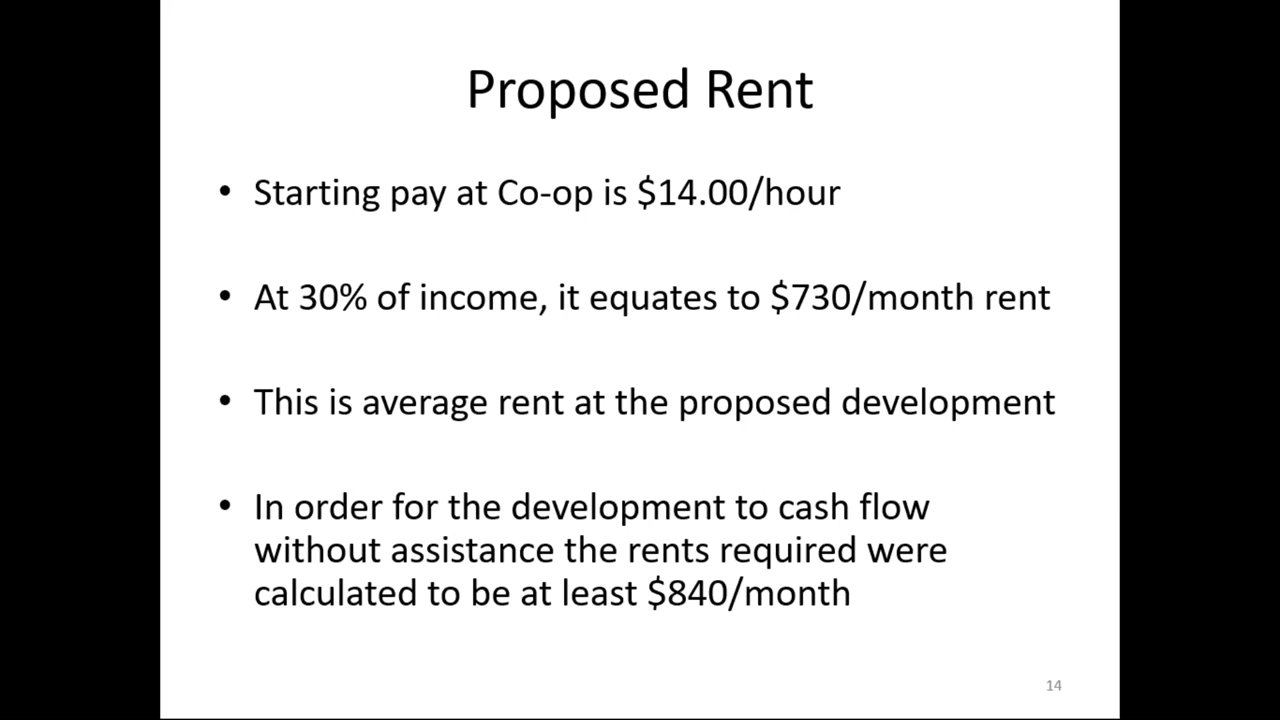 Proposed Rent
• Starting pay at Co-op is $14.00/hour
• At 30% of income, it equates to $730/month rent
• This is average rent at the proposed development
• In order for the development to cash flow
without assistance the rents required were
calculated to be at least $840/month
14